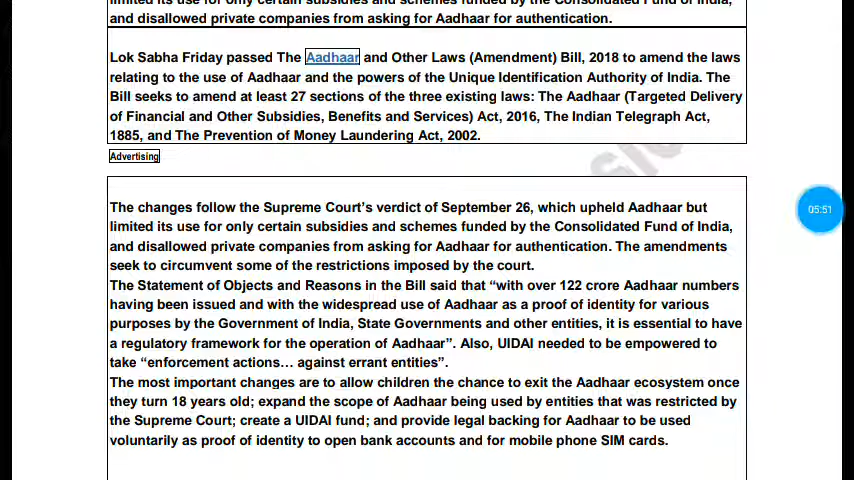 limited its use for only certain subsidies and schemes funded by the Consolidated Fund of India,
and disallowed private companies from asking for Aadhaar for authentication.
Lok Sabha Friday passed The Aadhaar and Other Laws (Amendment) Bill, 2018 to amend the laws
relating to the use of Aadhaar and the powers of the Unique Identification Authority of India. The
Bill seeks to amend at least 27 sections of the three existing laws: The Aadhaar (Targeted Delivery
of Financial and Other Subsidies, Benefits and Services) Act, 2016, The Indian Telegraph Act,
1885, and The Prevention of Money Laundering Act, 2002.
Advertising
The changes follow the Supreme Court’s verdict of September 26, which upheld Aadhaar but
limited its use for only certain subsidies and schemes funded by the Consolidated Fund of India,
and disallowed private companies from asking for Aadhaar for authentication. The amendments
seek to circumvent some of the restrictions imposed by the court.
The Statement of Objects and Reasons in the Bill said that “with over 122 crore Aadhaar numbers
having been issued and with the widespread use of Aadhaar as a proof of identity for various
purposes by the Government of India, State Governments and other entities, it is essential to have
a regulatory framework for the operation of Aadhaar”. Also, UIDAI needed to be empowered to
take “enforcement actions… against errant entities”.
The most important changes are to allow children the chance to exit the Aadhaar ecosystem once
they turn 18 years old; expand the scope of Aadhaar being used by entities that was restricted by
the Supreme Court; create a UIDAI fund; and provide legal backing for Aadhaar to be used
voluntarily as proof of identity to open bank accounts and for mobile phone SIM cards.
05:51